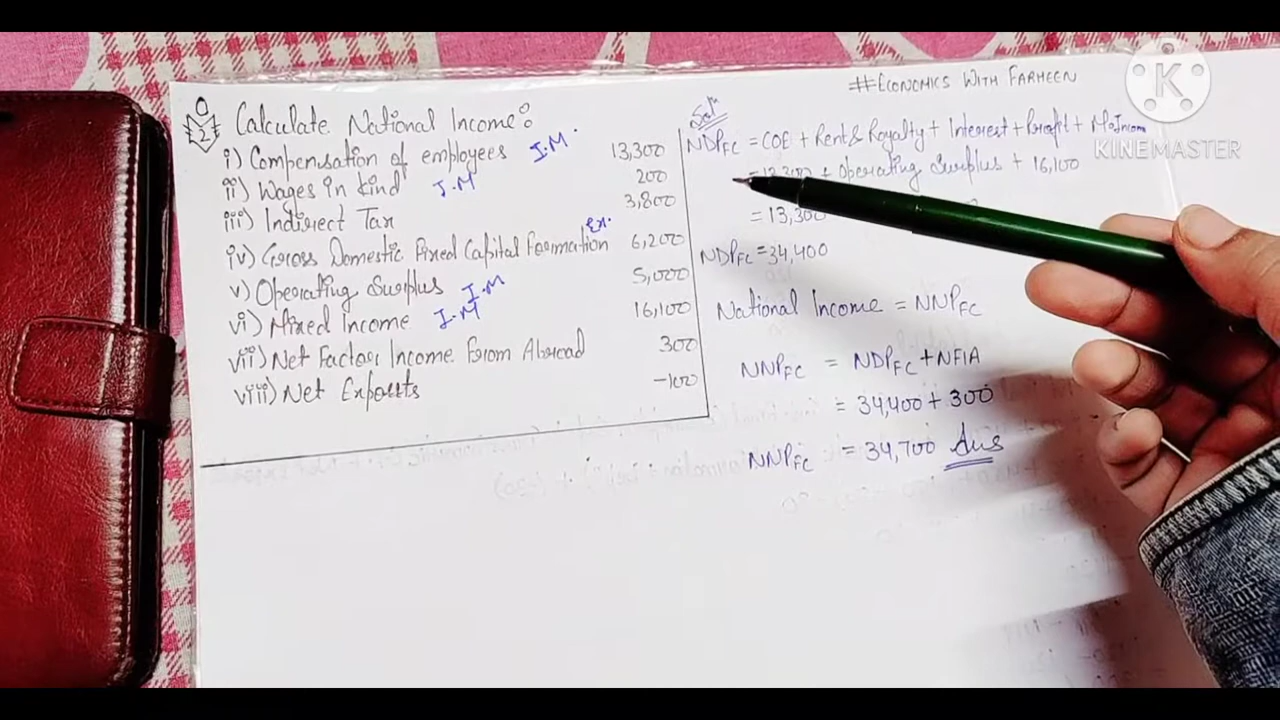 #ECONOMICS WITH FARHEEN
K
KINEMASTER
Q 2
Calculate National Income:
i) Compensation of employees I.M. 13,300
ii) Wages in kind I.M 200
iii) Indirect Tax 3,800
iv) Gross Domestic Fixed Capital Formation Ex. 6,200
v) Operating Surplus I.M 5,000
vi) Mixed Income I.M 16,100
vii) Net Factor Income From Abroad 300
viii) Net Exports -100
Soln
NDPFC = COE + Rent & Royalty + Interest + Profit + M.Income
= 13,300 + Operating Surplus + 16,100
= 13,300
NDPFC = 34,400
National Income = NNPFC
NNPFC = NDPFC + NFIA
= 34,400 + 300
NNPFC = 34,700 Ans